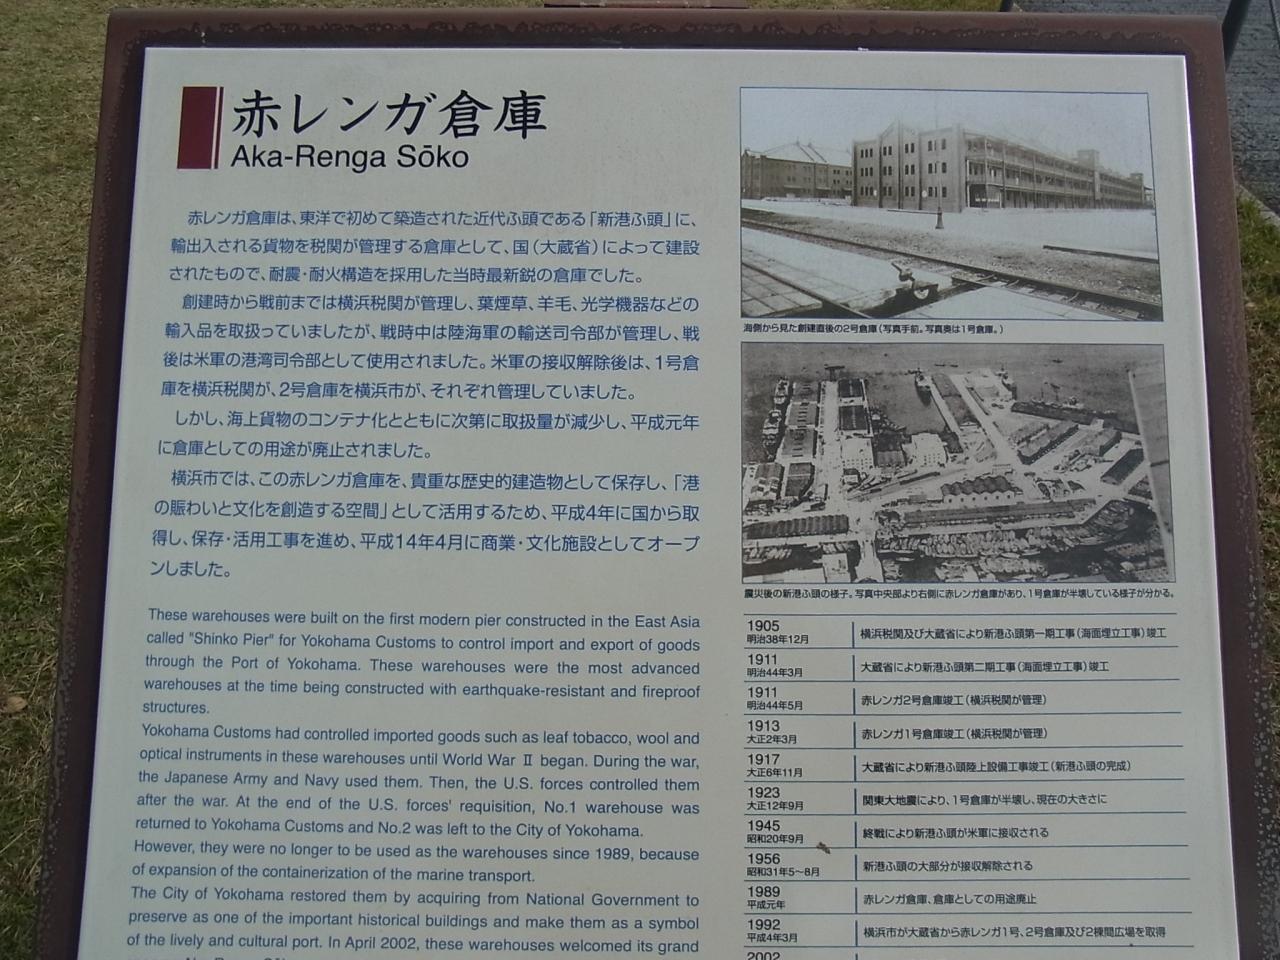 赤レンガ倉庫
Aka-Renga Sōko
赤レンガ倉庫は、東洋で初めて築造された近代ふ頭である「新港ふ頭」に、
輸出入される貨物を税関が管理する倉庫として、国(大蔵省)によって建設
されたもので、耐震・耐火構造を採用した当時最新鋭の倉庫でした。
創建時から戦前までは横浜税関が管理し、葉煙草、羊毛、光学機器などの
輸入品を取扱っていましたが、戦時中は陸海軍の輸送司令部が管理し、戦
後は米軍の港湾司令部として使用されました。米軍の接収解除後は、1号倉
庫を横浜税関が、2号倉庫を横浜市が、それぞれ管理していました。
しかし、海上貨物のコンテナ化とともに次第に取扱量が減少し、平成元年
に倉庫としての用途が廃止されました。
横浜市では、この赤レンガ倉庫を、貴重な歴史的建造物として保存し、「港
の賑わいと文化を創造する空間」として活用するため、平成4年に国から取
得し、保存・活用工事を進め、平成14年4月に商業・文化施設としてオープ
ンしました。
These warehouses were built on the first modern pier constructed in the East Asia
called "Shinko Pier" for Yokohama Customs to control import and export of goods
through the Port of Yokohama. These warehouses were the most advanced
warehouses at the time being constructed with earthquake-resistant and fireproof
structures.
Yokohama Customs had controlled imported goods such as leaf tobacco, wool and
optical instruments in these warehouses until World War Ⅱ began. During the war,
the Japanese Army and Navy used them. Then, the U.S. forces controlled them
after the war. At the end of the U.S. forces' requisition, No.1 warehouse was
returned to Yokohama Customs and No.2 was left to the City of Yokohama.
However, they were no longer to be used as the warehouses since 1989, because
of expansion of the containerization of the marine transport.
The City of Yokohama restored them by acquiring from National Government to
preserve as one of the important historical buildings and make them as a symbol
of the lively and cultural port. In April 2002, these warehouses welcomed its grand
海側から見た創建直後の2号倉庫(写真手前。写真奥は1号倉庫。)
震災後の新港ふ頭の様子。写真中央部より右側に赤レンガ倉庫があり、1号倉庫が半壊している様子が分かる。
1905
明治38年12月 横浜税関及び大蔵省により新港ふ頭第一期工事(海面埋立工事)竣工
1911
明治44年3月 大蔵省により新港ふ頭第二期工事(海面埋立工事)竣工
1911
明治44年5月 赤レンガ2号倉庫竣工(横浜税関が管理)
1913
大正2年3月 赤レンガ1号倉庫竣工(横浜税関が管理)
1917
大正6年11月 大蔵省により新港ふ頭陸上設備工事竣工(新港ふ頭の完成)
1923
大正12年9月 関東大地震により、1号倉庫が半壊し、現在の大きさに
1945
昭和20年9月 終戦により新港ふ頭が米軍に接収される
1956
昭和31年5~8月 新港ふ頭の大部分が接収解除される
1989
平成元年 赤レンガ倉庫、倉庫としての用途廃止
1992
平成4年3月 横浜市が大蔵省から赤レンガ1号、2号倉庫及び2棟間広場を取得
2002